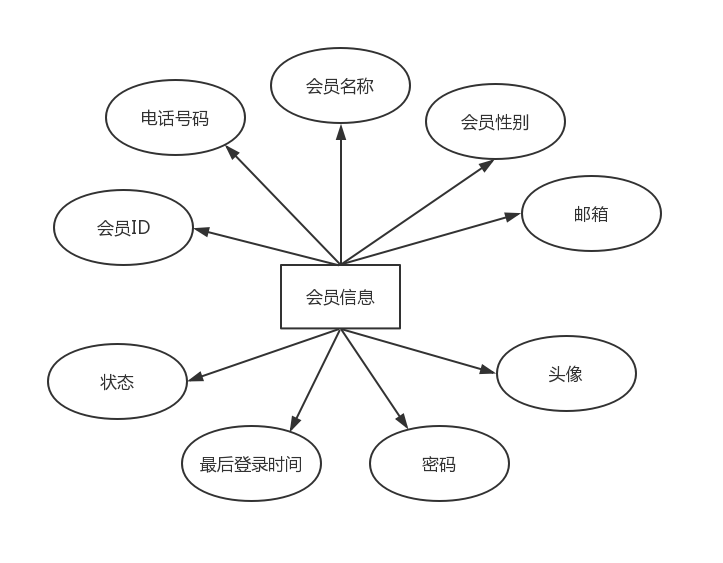 会员名称
电话号码
会员性别
会员ID
邮箱
会员信息
状态
头像
最后登录时间
密码